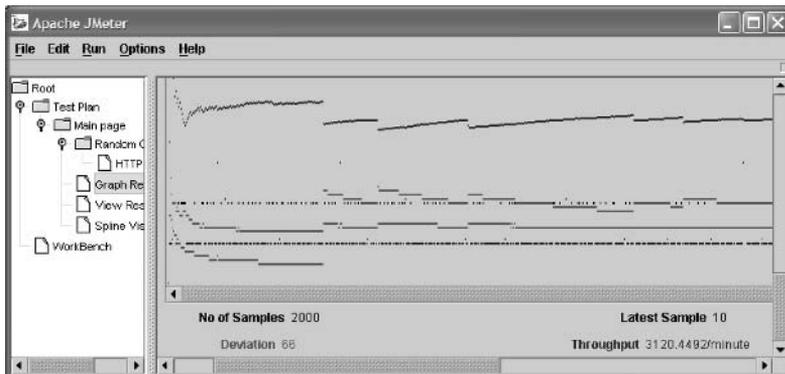 Apache JMeter
File Edit Run Options Help
Root
Test Plan
Main page
Random C
HTTP
Graph Re
View Res
Spline Vis
WorkBench
No of Samples 2000
Latest Sample 10
Deviation 66
Throughput 3120.4492/minute